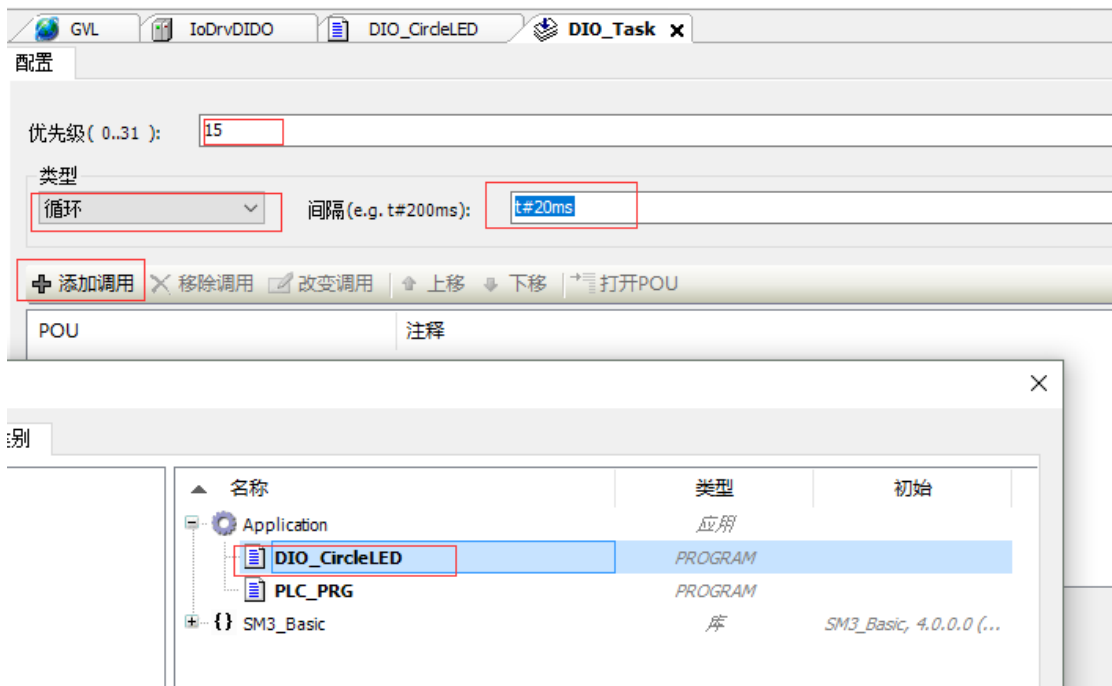 GVL IoDrvDIDO DIO_CircleLED DIO_Task
配置
优先级( 0..31 ): 15
类型
循环 间隔(e.g. t#200ms): t#20ms
添加调用 移除调用 改变调用 上移 下移 打开POU
POU 注释
别
名称 类型 初始
Application 应用
DIO_CircleLED PROGRAM
PLC_PRG PROGRAM
SM3_Basic 库 SM3_Basic, 4.0.0.0 (...